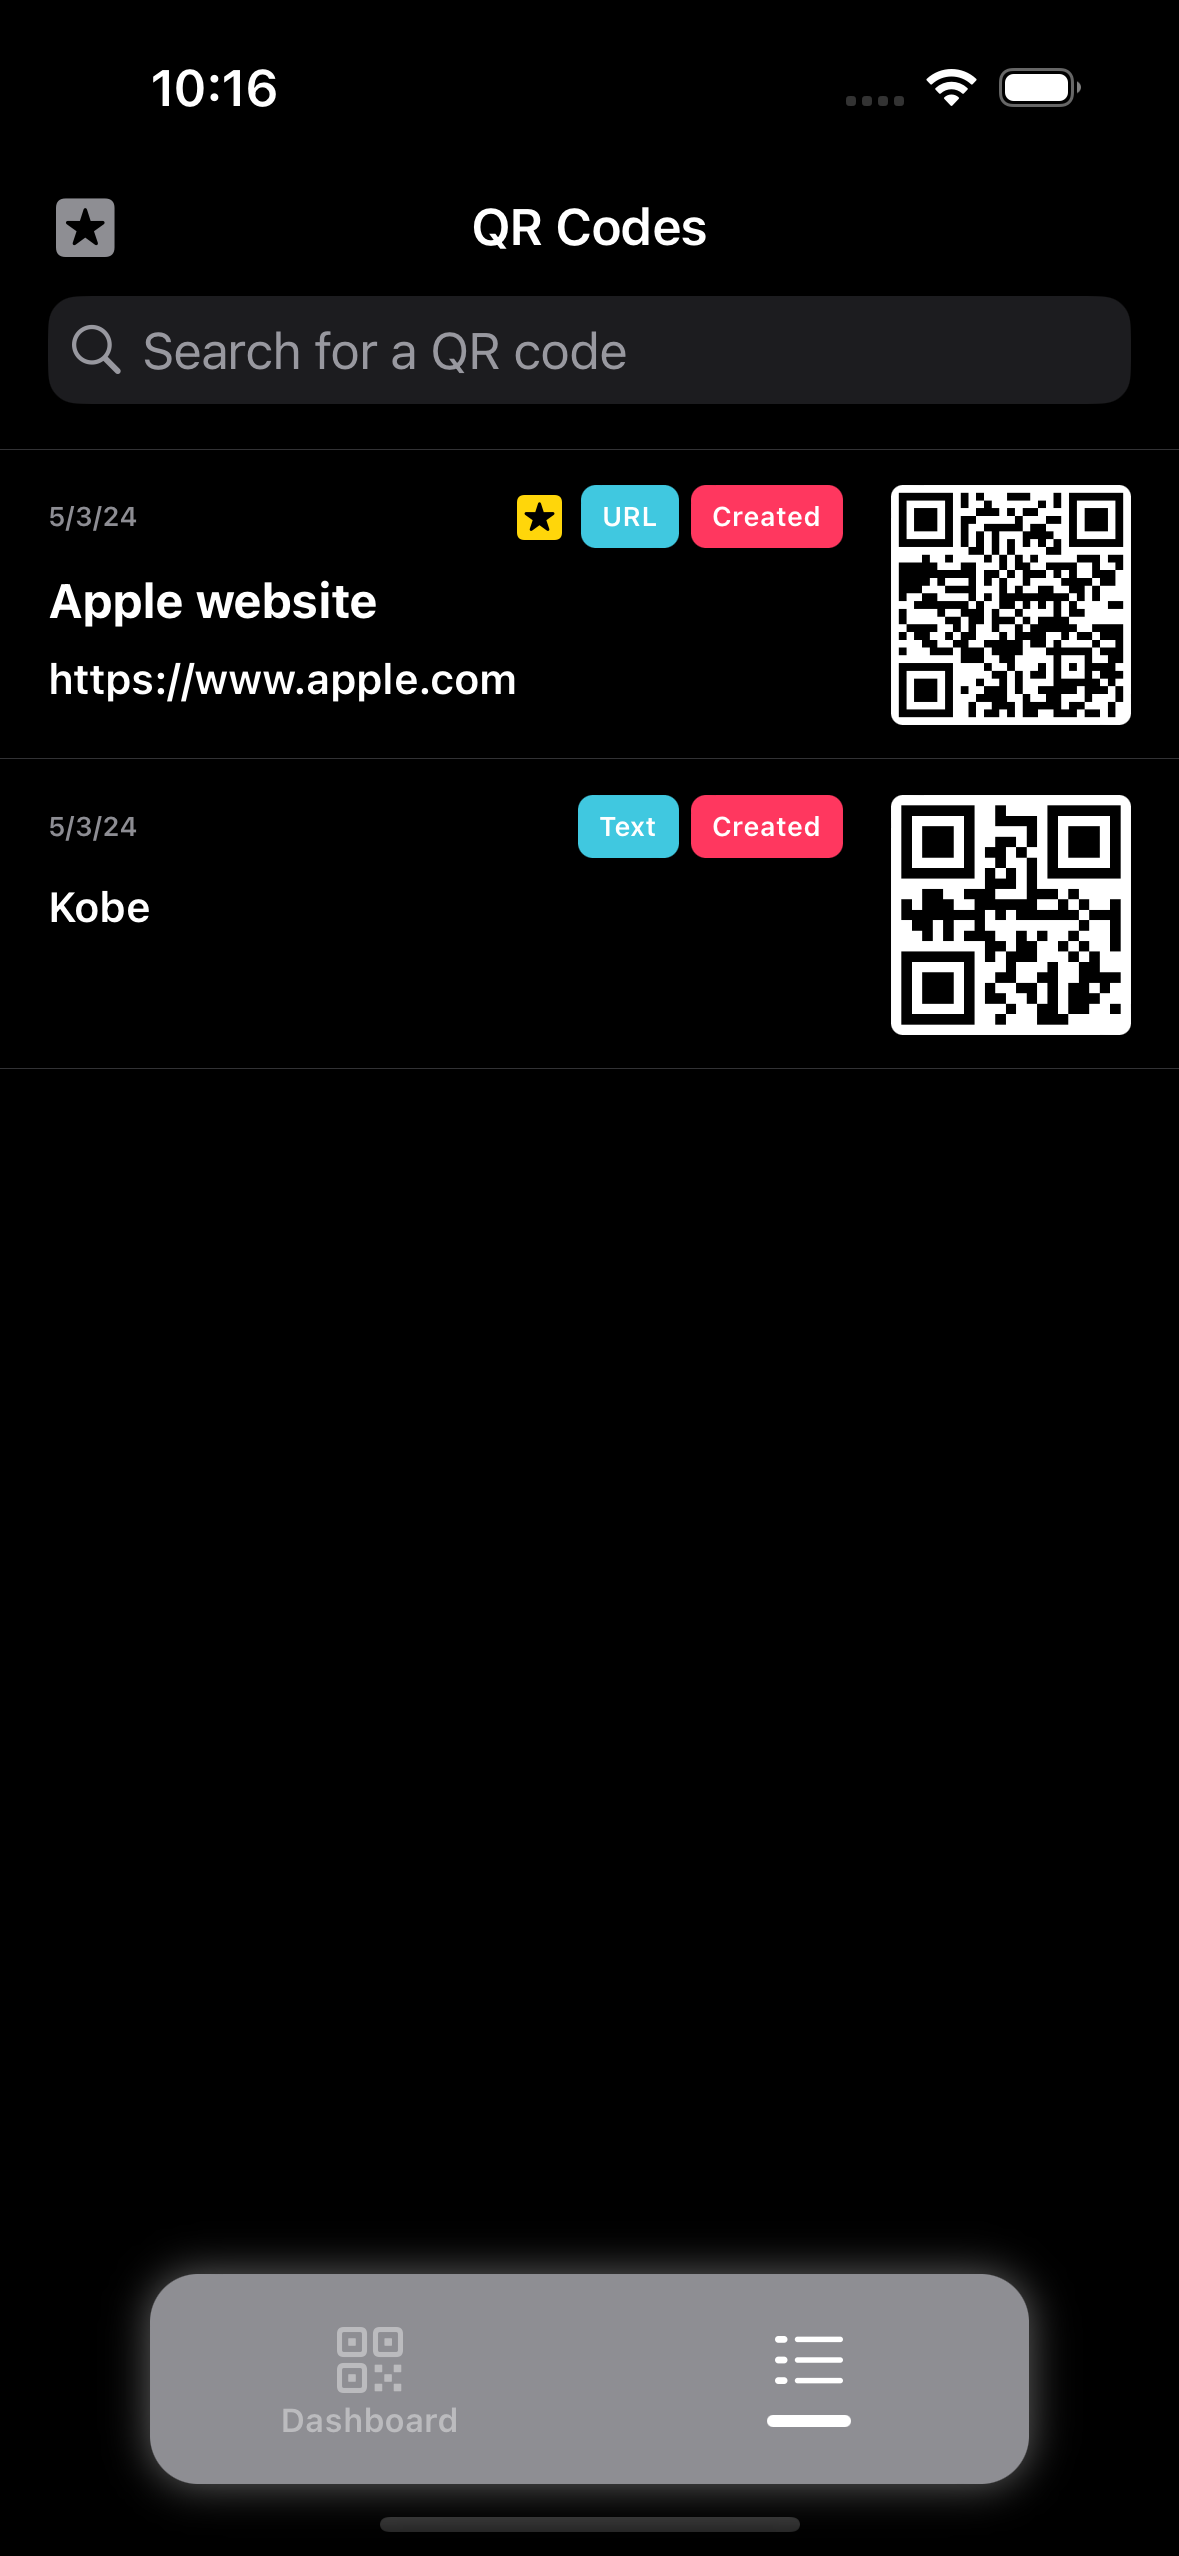 10:16
QR Codes
Search for a QR code
5/3/24
URL
Created
Apple website
https://www.apple.com
5/3/24
Text
Created
Kobe
Dashboard